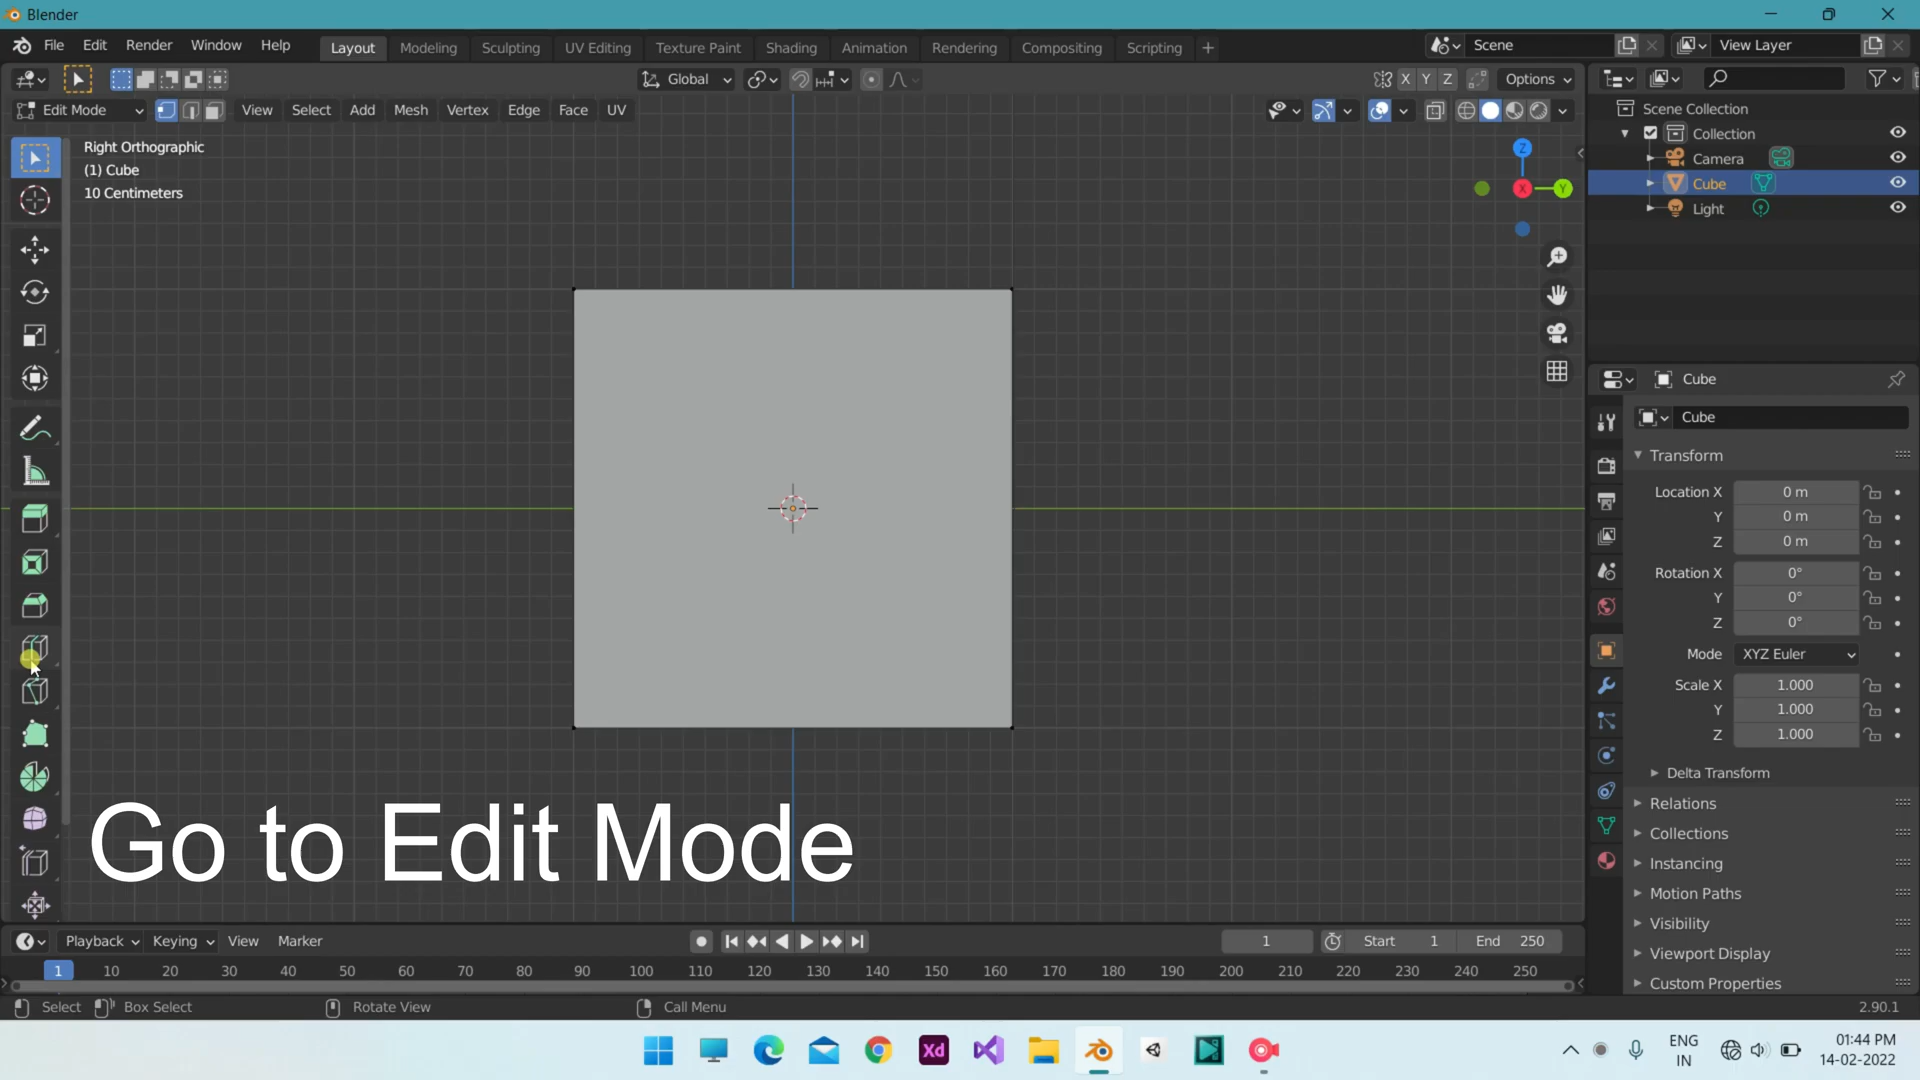 Blender
File Edit Render Window Help Layout Modeling Sculpting UV Editing Texture Paint Shading Animation Rendering Compositing Scripting + Scene View Layer
Global X Y Z Options
Edit Mode View Select Add Mesh Vertex Edge Face UV
Scene Collection
Collection
Camera
Cube
Light
Right Orthographic
(1) Cube
10 Centimeters
Z
X
Y
Cube
Cube
Transform
Location X 0 m
Y 0 m
Z 0 m
Rotation X 0°
Y 0°
Z 0°
Mode XYZ Euler
Scale X 1.000
Y 1.000
Z 1.000
Delta Transform
Relations
Collections
Instancing
Motion Paths
Visibility
Viewport Display
Custom Properties
Go to Edit Mode
Playback Keying View Marker 1 Start 1 End 250
1 10 20 30 40 50 60 70 80 90 100 110 120 130 140 150 160 170 180 190 200 210 220 230 240 250
Select Box Select Rotate View Call Menu 2.90.1
Xd
ENG
IN
01:44 PM
14-02-2022